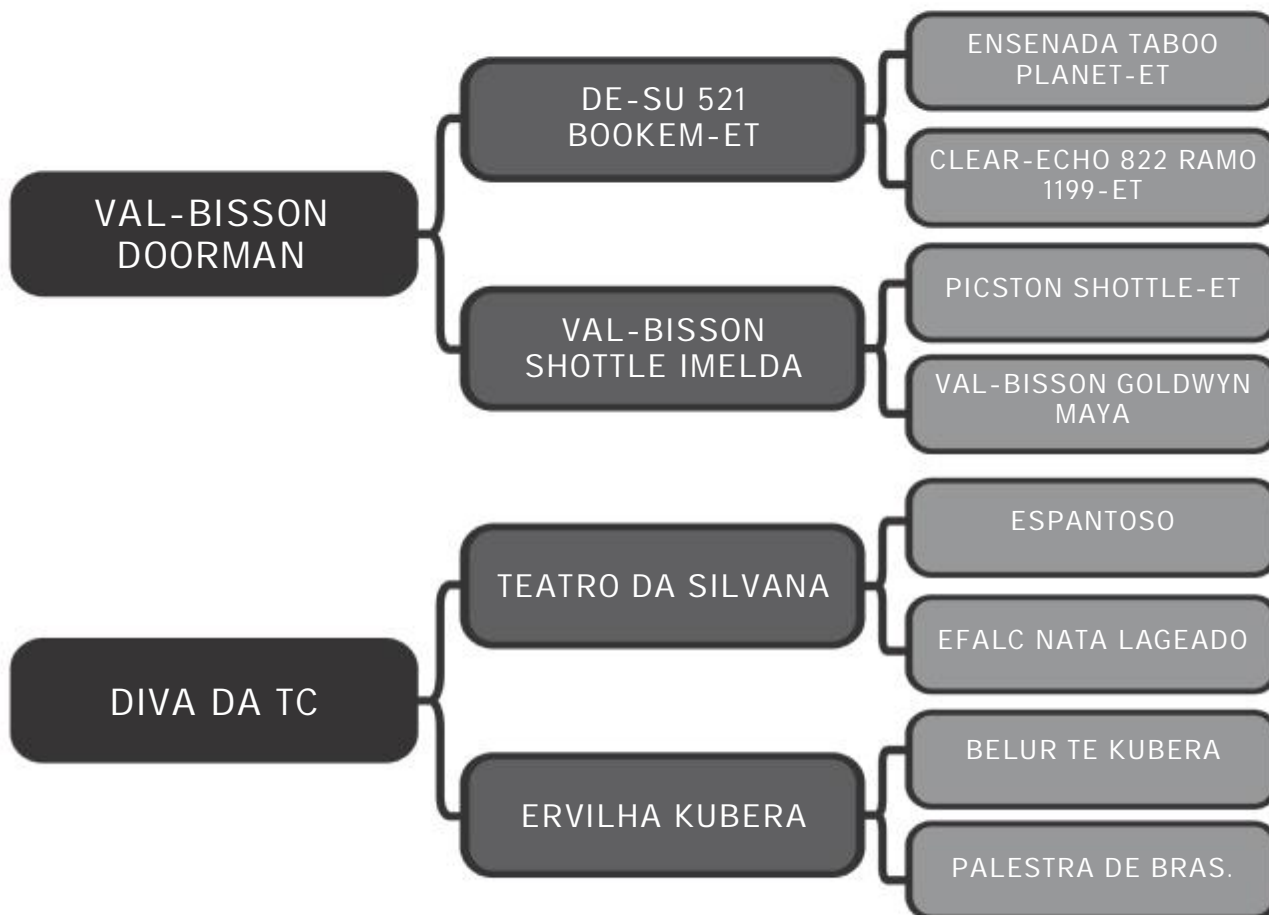 VAL-BISSON
DOORMAN
DE-SU 521
BOOKEM-ET
ENSENADA TABOO
PLANET-ET
CLEAR-ECHO 822 RAMO
1199-ET
VAL-BISSON
SHOTTLE IMELDA
PICSTON SHOTTLE-ET
VAL-BISSON GOLDWYN
MAYA
DIVA DA TC
TEATRO DA SILVANA
ESPANTOSO
EFALC NATA LAGEADO
ERVILHA KUBERA
BELUR TE KUBERA
PALESTRA DE BRAS.